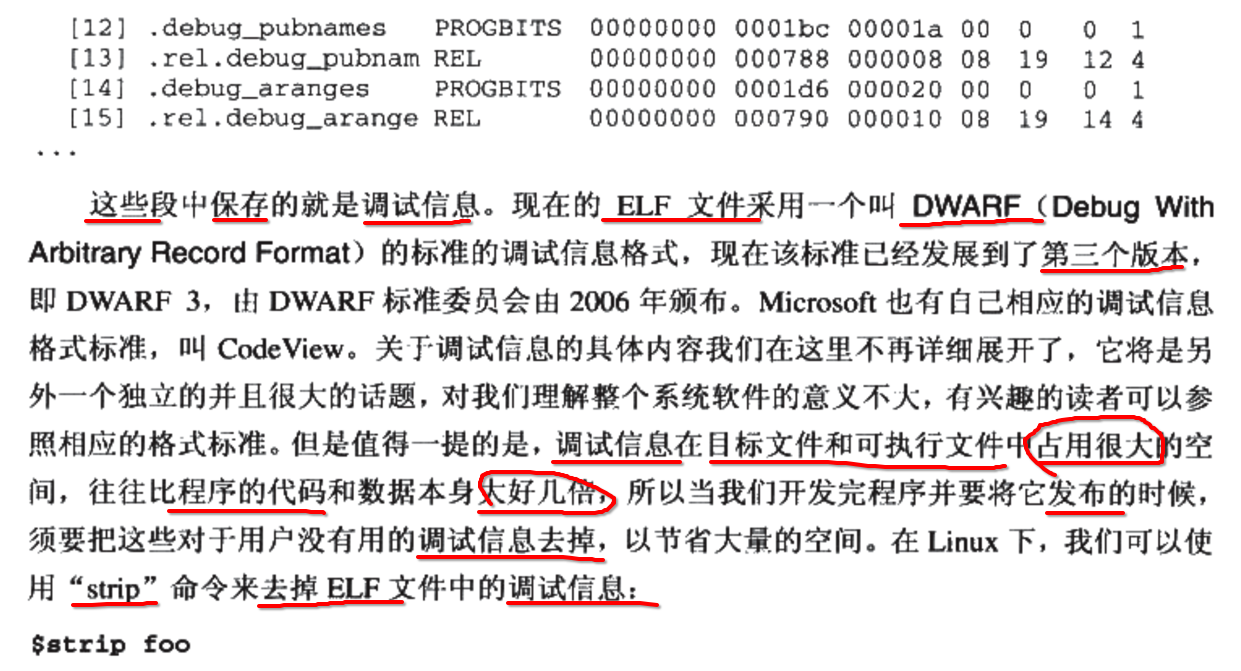 [12] .debug_pubnames PROGBITS 00000000 0001bc 00001a 00 0 0 1
[13] .rel.debug_pubnam REL 00000000 000788 000008 08 19 12 4
[14] .debug_aranges PROGBITS 00000000 0001d6 000020 00 0 0 1
[15] .rel.debug_arange REL 00000000 000790 000010 08 19 14 4
...
这些段中保存的就是调试信息。现在的 ELF 文件采用一个叫 DWARF（Debug With
Arbitrary Record Format）的标准的调试信息格式，现在该标准已经发展到了第三个版本，
即 DWARF 3，由 DWARF 标准委员会由 2006 年颁布。Microsoft 也有自己相应的调试信息
格式标准，叫 CodeView。关于调试信息的具体内容我们在这里不再详细展开了，它将是另
外一个独立的并且很大的话题，对我们理解整个系统软件的意义不大，有兴趣的读者可以参
照相应的格式标准。但是值得一提的是，调试信息在目标文件和可执行文件中占用很大的空
间，往往比程序的代码和数据本身大好几倍，所以当我们开发完程序并要将它发布的时候，
须要把这些对于用户没有用的调试信息去掉，以节省大量的空间。在 Linux 下，我们可以使
用“strip”命令来去掉 ELF 文件中的调试信息：
$strip foo